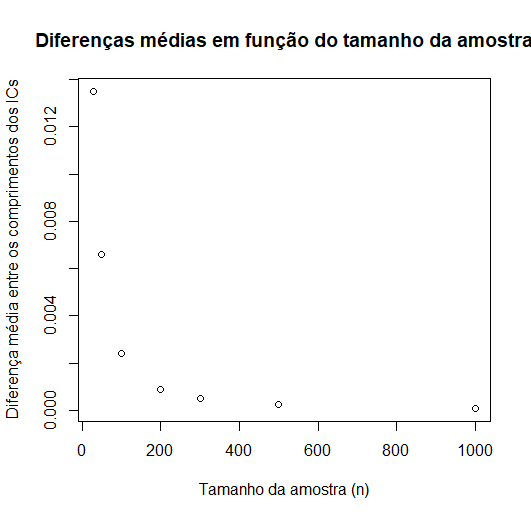 Diferenças médias em função do tamanho da amostra
Diferença média entre os comprimentos dos ICs
0.012
0.008
0.004
0.000
0 200 400 600 800 1000
Tamanho da amostra (n)